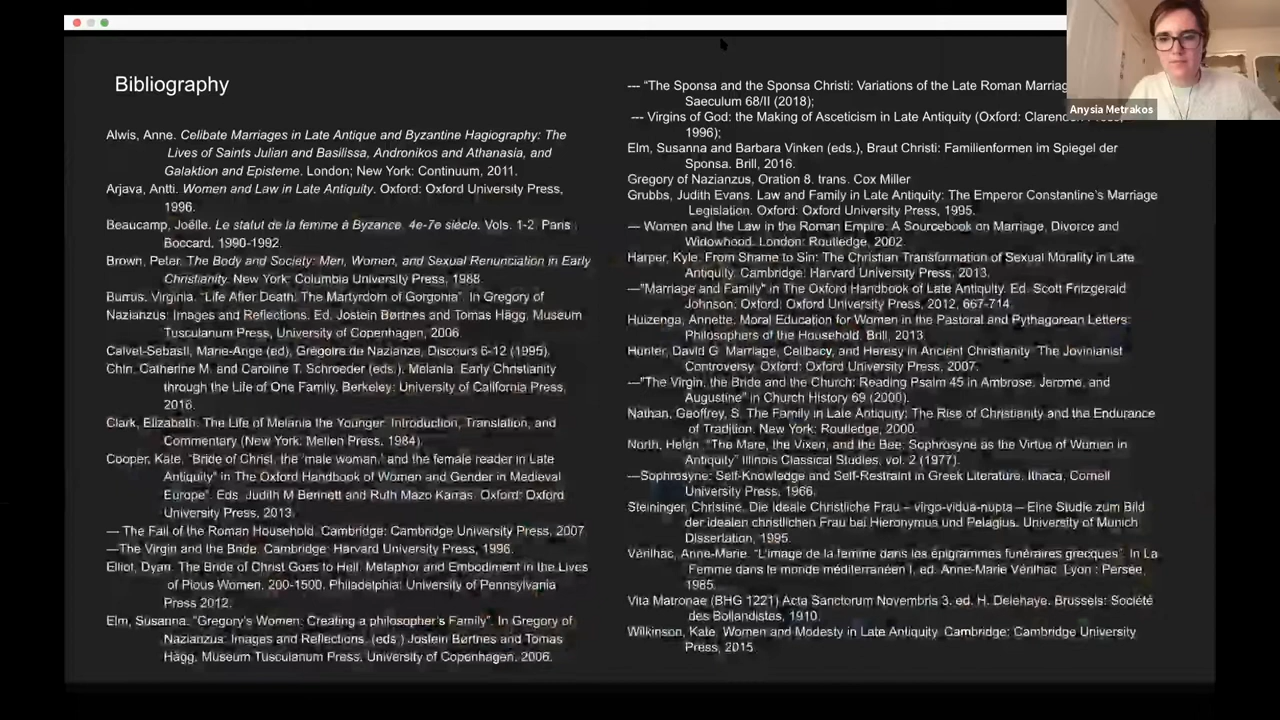 Bibliography
Alwis, Anne. Celibate Marriages in Late Antique and Byzantine Hagiography: The
Lives of Saints Julian and Basilissa, Andronikos and Athanasia, and
Galaktion and Episteme. London; New York: Continuum, 2011.
Arjava, Antti. Women and Law in Late Antiquity. Oxford: Oxford University Press,
1996.
Beaucamp, Joëlle. Le statut de la femme à Byzance. 4e-7e siècle. Vols. 1-2. Paris :
Boccard, 1990-1992.
Brown, Peter. The Body and Society: Men, Women, and Sexual Renunciation in Early
Christianity. New York: Columbia University Press, 1988
Burrus, Virginia. “Life After Death: The Martyrdom of Gorgonia”. In Gregory of
Nazianzus: Images and Reflections. Ed. Jostein Børtnes and Tomas Hägg. Museum
Tusculanum Press, University of Copenhagen, 2006
Calvet-Sebasti, Marie-Ange (ed), Grégoire de Nazianze, Discours 6-12 (1995).
Chin, Catherine M. and Caroline T. Schroeder (eds.), Melania: Early Christianity
through the Life of One Family. Berkeley: University of California Press,
2016.
Clark, Elizabeth. The Life of Melania the Younger: Introduction, Translation, and
Commentary (New York: Mellen Press, 1984).
Cooper, Kate. “Bride of Christ, the ‘male woman,’ and the female reader in Late
Antiquity” in The Oxford Handbook of Women and Gender in Medieval
Europe”. Eds. Judith M Bennett and Ruth Mazo Karras. Oxford: Oxford
University Press, 2013.
--- The Fall of the Roman Household. Cambridge: Cambridge University Press, 2007
---The Virgin and the Bride. Cambridge: Harvard University Press, 1996.
Elliot, Dyan. The Bride of Christ Goes to Hell: Metaphor and Embodiment in the Lives
of Pious Women, 200-1500. Philadelphia: University of Pennsylvania
Press 2012.
Elm, Susanna. “Gregory’s Women: Creating a philosopher’s Family”. In Gregory of
Nazianzus: Images and Reflections. (eds.) Jostein Børtnes and Tomas
Hägg. Museum Tusculanum Press. University of Copenhagen. 2006.
--- “The Sponsa and the Sponsa Christi: Variations of the Late Roman
Saeculum 68/II (2018);
--- Virgins of God: the Making of Asceticism in Late Antiquity (Oxford:
1996);
Elm, Susanna and Barbara Vinken (eds.), Braut Christi: Familienformen im Spiegel der
Sponsa. Brill, 2016.
Gregory of Nazianzus, Oration 8. trans. Cox Miller
Grubbs, Judith Evans. Law and Family in Late Antiquity: The Emperor Constantine’s Marriage
Legislation. Oxford: Oxford University Press, 1995.
--- Women and the Law in the Roman Empire: A Sourcebook on Marriage, Divorce and
Widowhood. London: Routledge, 2002.
Harper, Kyle. From Shame to Sin: The Christian Transformation of Sexual Morality in Late
Antiquity. Cambridge: Harvard University Press, 2013.
---“Marriage and Family” in The Oxford Handbook of Late Antiquity. Ed. Scott Fitzgerald
Johnson. Oxford: Oxford University Press, 2012, 667-714.
Huizenga, Annette. Moral Education for Women in the Pastoral and Pythagorean Letters:
Philosophers of the Household. Brill, 2013.
Hunter, David G. Marriage, Celibacy, and Heresy in Ancient Christianity: The Jovinianist
Controversy. Oxford: Oxford University Press, 2007.
---“The Virgin, the Bride and the Church: Reading Psalm 45 in Ambrose, Jerome, and
Augustine” in Church History 69 (2000).
Nathan, Geoffrey, S. The Family in Late Antiquity: The Rise of Christianity and the Endurance
of Tradition. New York: Routledge, 2000.
North, Helen. “The Mare, the Vixen, and the Bee: Sophrosyne as the Virtue of Women in
Antiquity” Illinois Classical Studies, vol. 2 (1977).
---Sophrosyne: Self-Knowledge and Self-Restraint in Greek Literature. Ithaca, Cornell
University Press, 1966.
Steininger, Christine. Die Ideale Christliche Frau – virgo-vidua-nupta – Eine Studie zum Bild
der idealen christlichen Frau bei Hieronymus und Pelagius. University of Munich
Dissertation, 1995.
Vérilhac, Anne-Marie. “L’image de la femme dans les épigrammes funéraires grecques”. In La
Femme dans le monde méditerranéen I, ed. Anne-Marie Vérilhac. Lyon : Persée,
1985.
Vita Matronae (BHG 1221) Acta Sanctorum Novembris 3. ed. H. Delehaye. Brussels: Société
des Bollandistes, 1910.
Wilkinson, Kate. Women and Modesty in Late Antiquity. Cambridge: Cambridge University
Press, 2015.
Anysia Metrakos